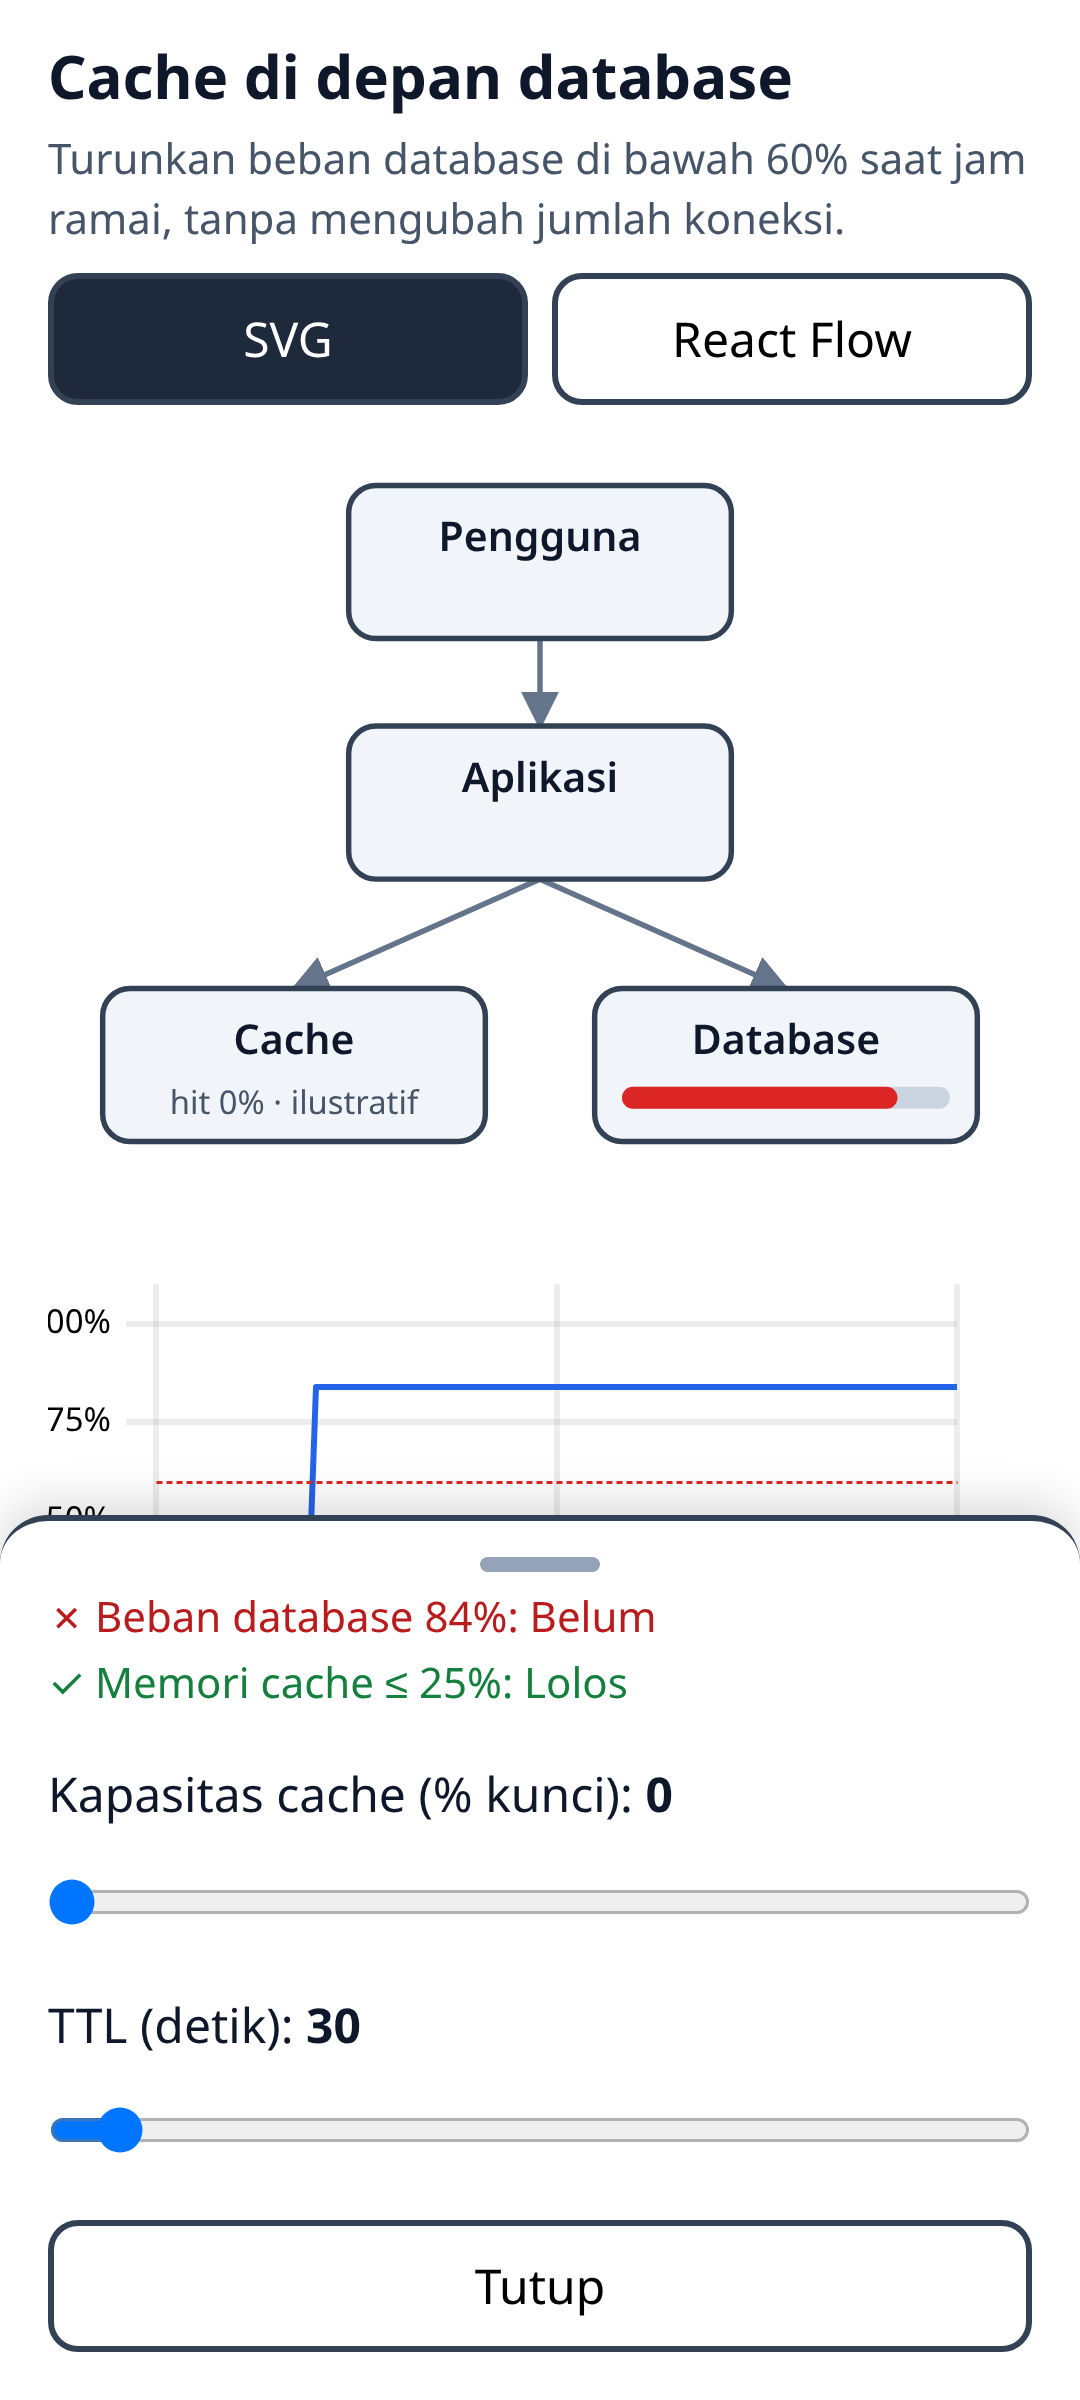 Cache di depan database
Turunkan beban database di bawah 60% saat jam
ramai, tanpa mengubah jumlah koneksi.
SVG
React Flow
Pengguna
Aplikasi
Cache
hit 0% · ilustratif
Database
00%
75%
50%
× Beban database 84%: Belum
✓ Memori cache ≤ 25%: Lolos
Kapasitas cache (% kunci): 0
TTL (detik): 30
Tutup